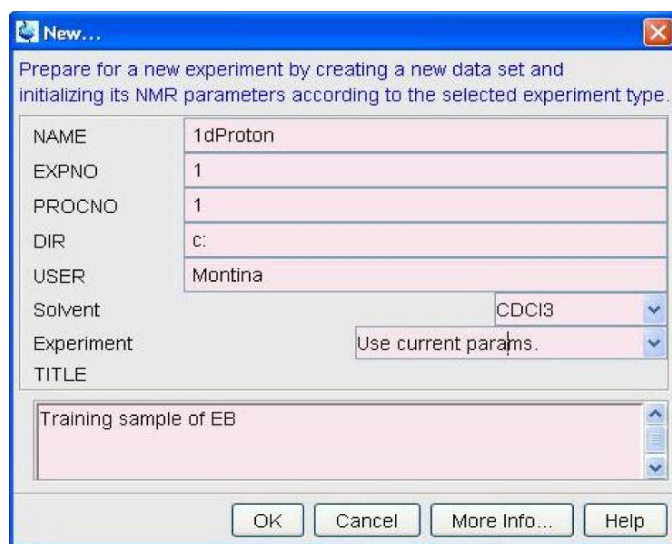 New...
Prepare for a new experiment by creating a new data set and
initializing its NMR parameters according to the selected experiment type.
NAME 1dProton
EXPNO 1
PROCNO 1
DIR c:
USER Montina
Solvent CDCl3
Experiment Use current params.
TITLE
Training sample of EB
OK Cancel More Info... Help